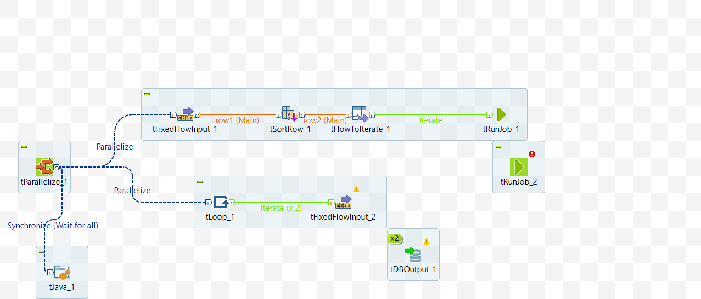 row1 (Main)
row2 (Main)
Iterate
tFixedFlowInput_1
tSortRow_1
tFlowToIterate_1
tRunJob_1
Parallelize
tParallelize_1
tRunJob_2
Parallelize
Iterate (x 2)
tLoop_1
tFixedFlowInput_2
Synchronize (Wait for all)
x2
tDBOutput_1
tJava_1